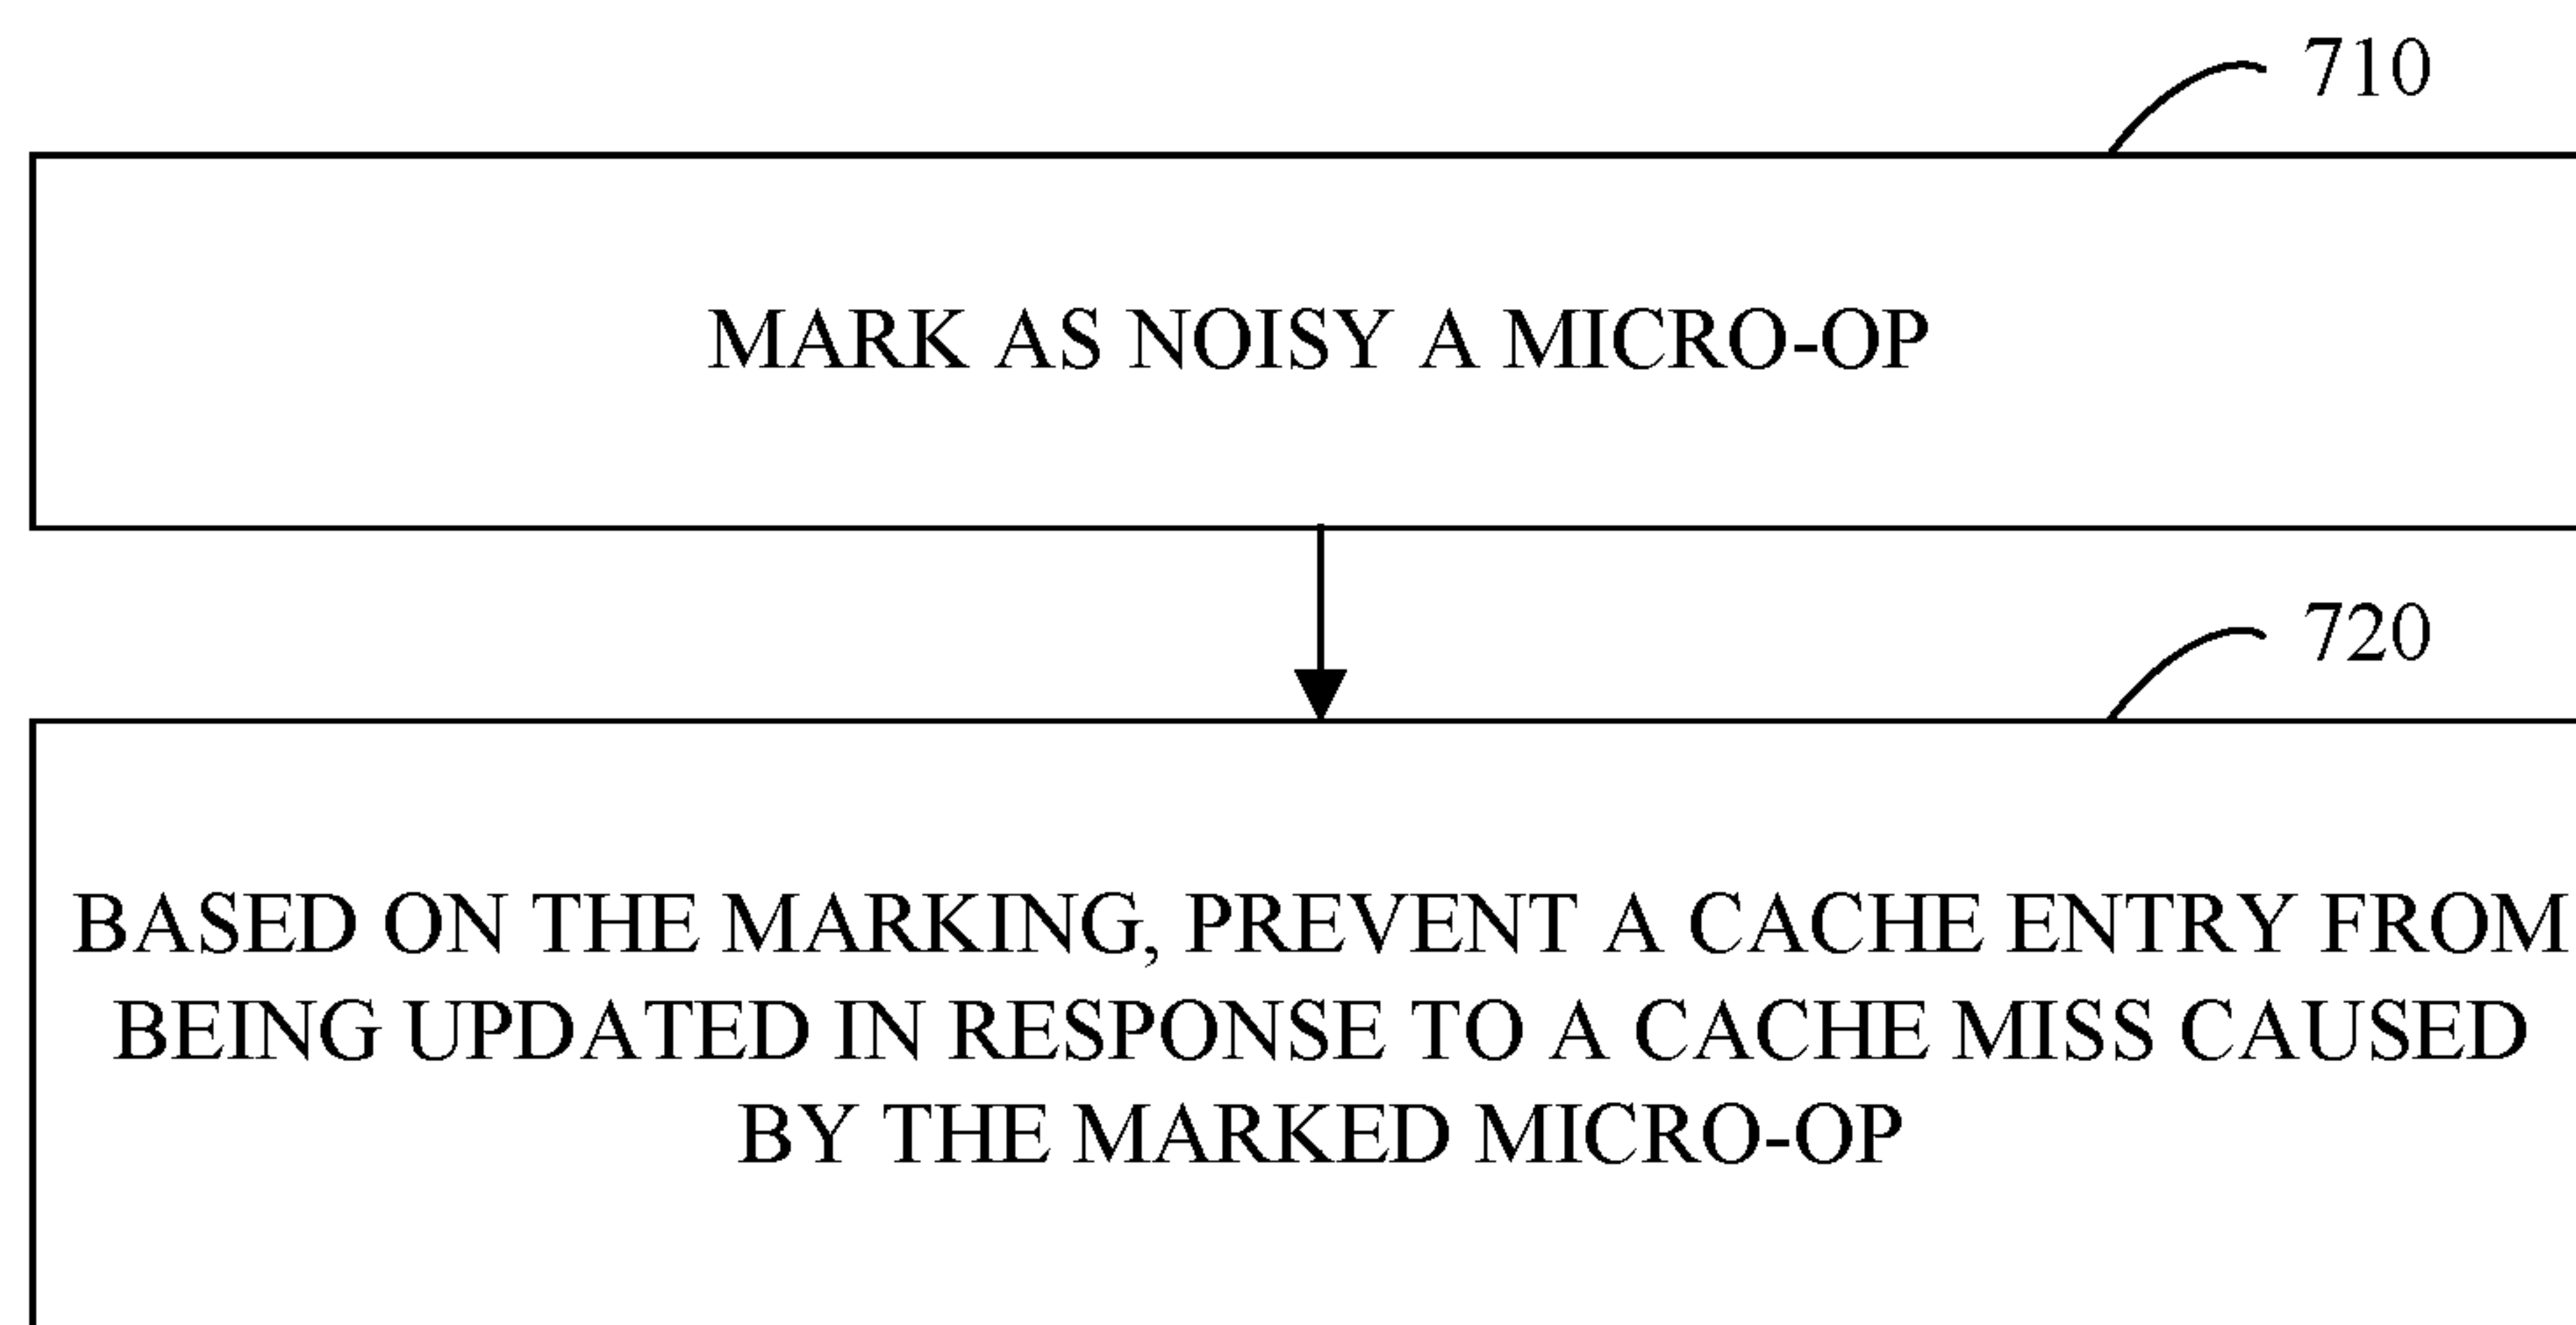 710
MARK AS NOISY A MICRO-OP
720
BASED ON THE MARKING, PREVENT A CACHE ENTRY FROM
BEING UPDATED IN RESPONSE TO A CACHE MISS CAUSED
BY THE MARKED MICRO-OP